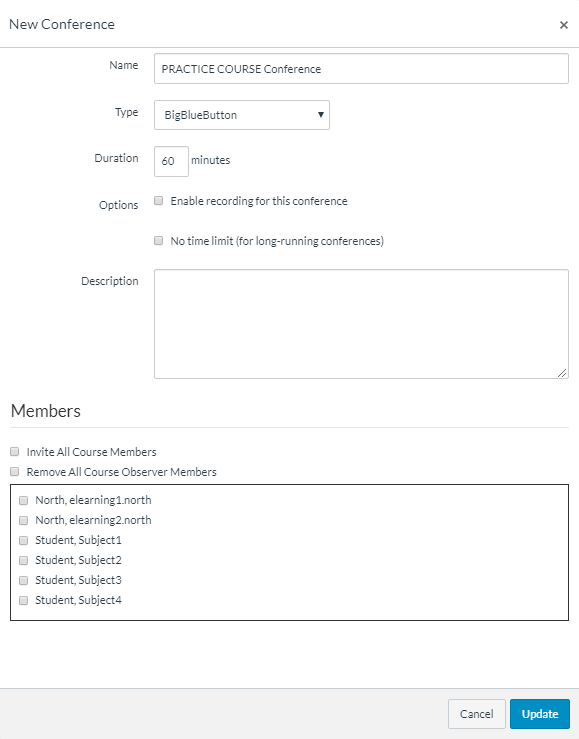 New Conference ×
Name PRACTICE COURSE Conference
Type BigBlueButton
Duration 60 minutes
Options Enable recording for this conference
No time limit (for long-running conferences)
Description
Members
Invite All Course Members
Remove All Course Observer Members
North, elearning1.north
North, elearning2.north
Student, Subject1
Student, Subject2
Student, Subject3
Student, Subject4
Cancel Update